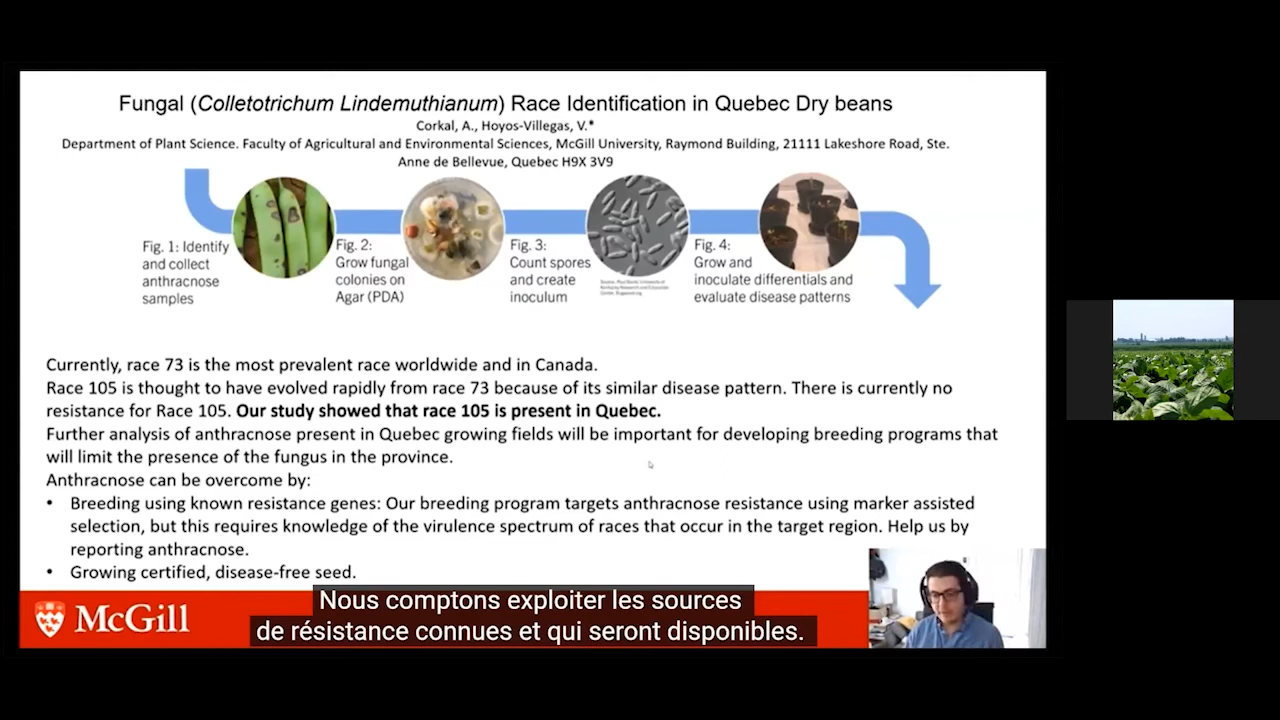 Fungal (Colletotrichum Lindemuthianum) Race Identification in Quebec Dry beans
Corkal, A., Hoyos-Villegas, V.*
Department of Plant Science. Faculty of Agricultural and Environmental Sciences, McGill University, Raymond Building, 21111 Lakeshore Road, Ste.
Anne de Bellevue, Quebec H9X 3V9
Fig. 1: Identify
and collect
anthracnose
samples
Fig. 2:
Grow fungal
colonies on
Agar (PDA)
Fig. 3:
Count spores
and create
inoculum
Fig. 4:
Grow and
inoculate differentials and
evaluate disease patterns
Currently, race 73 is the most prevalent race worldwide and in Canada.
Race 105 is thought to have evolved rapidly from race 73 because of its similar disease pattern. There is currently no
resistance for Race 105. Our study showed that race 105 is present in Quebec.
Further analysis of anthracnose present in Quebec growing fields will be important for developing breeding programs that
will limit the presence of the fungus in the province.
Anthracnose can be overcome by:
• Breeding using known resistance genes: Our breeding program targets anthracnose resistance using marker assisted
selection, but this requires knowledge of the virulence spectrum of races that occur in the target region. Help us by
reporting anthracnose.
• Growing certified, disease-free seed.
McGill
Nous comptons exploiter les sources
de résistance connues et qui seront disponibles.